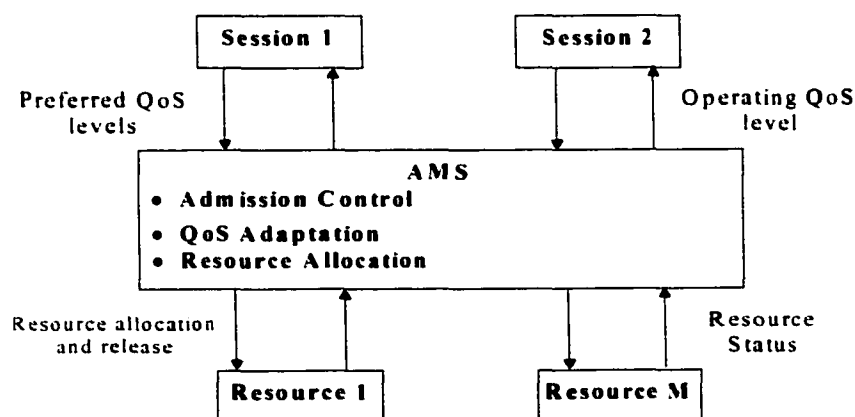 Session 1
Session 2
Preferred QoS
levels
Operating QoS
level
AMS
• Admission Control
• QoS Adaptation
• Resource Allocation
Resource allocation
and release
Resource
Status
Resource 1
Resource M